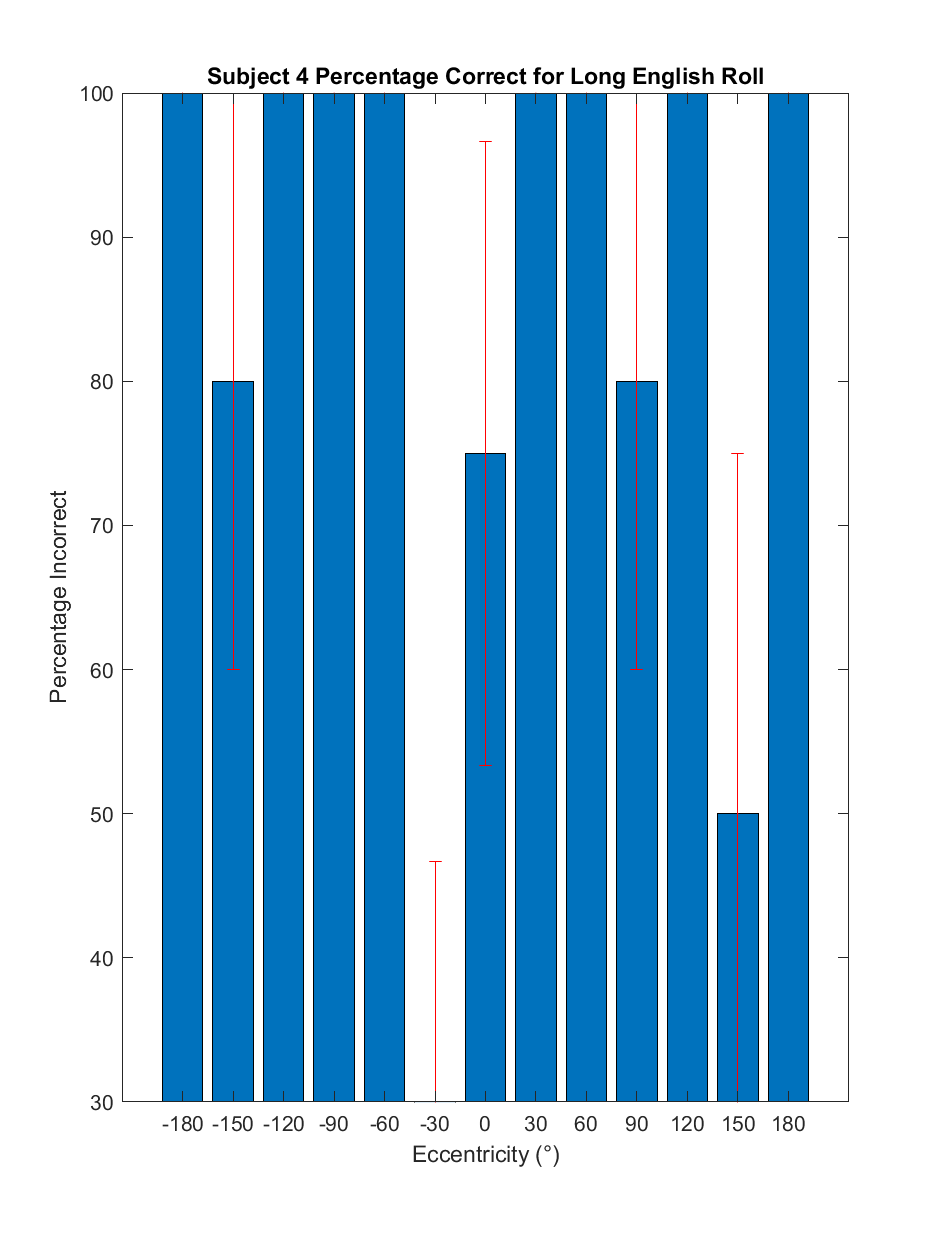 Subject 4 Percentage Correct for Long English Roll
100
90
80
70
60
50
40
30
Percentage Incorrect
-180 -150 -120 -90 -60 -30 0 30 60 90 120 150 180
Eccentricity (°)